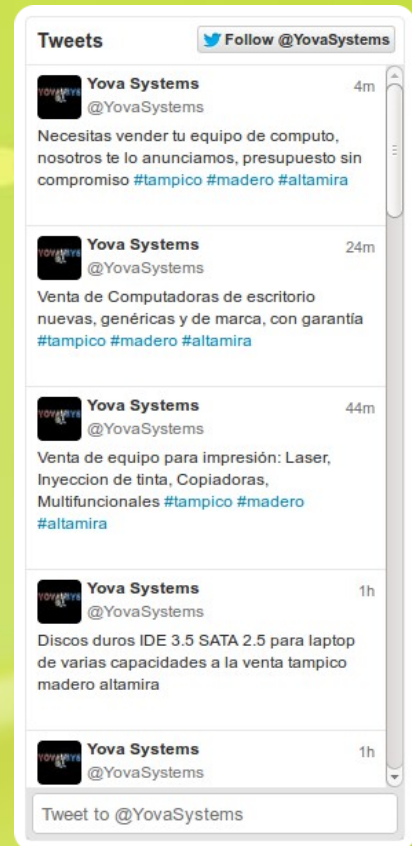 Tweets
Follow @YovaSystems
Yova Systems
4m
@YovaSystems
Necesitas vender tu equipo de computo,
nosotros te lo anunciamos, presupuesto sin
compromiso #tampico #madero #altamira
Yova Systems
24m
@YovaSystems
Venta de Computadoras de escritorio
nuevas, genéricas y de marca, con garantía
#tampico #madero #altamira
Yova Systems
44m
@YovaSystems
Venta de equipo para impresión: Laser,
Inyeccion de tinta, Copiadoras,
Multifuncionales #tampico #madero
#altamira
Yova Systems
1h
@YovaSystems
Discos duros IDE 3.5 SATA 2.5 para laptop
de varias capacidades a la venta tampico
madero altamira
Yova Systems
1h
@YovaSystems
Tweet to @YovaSystems